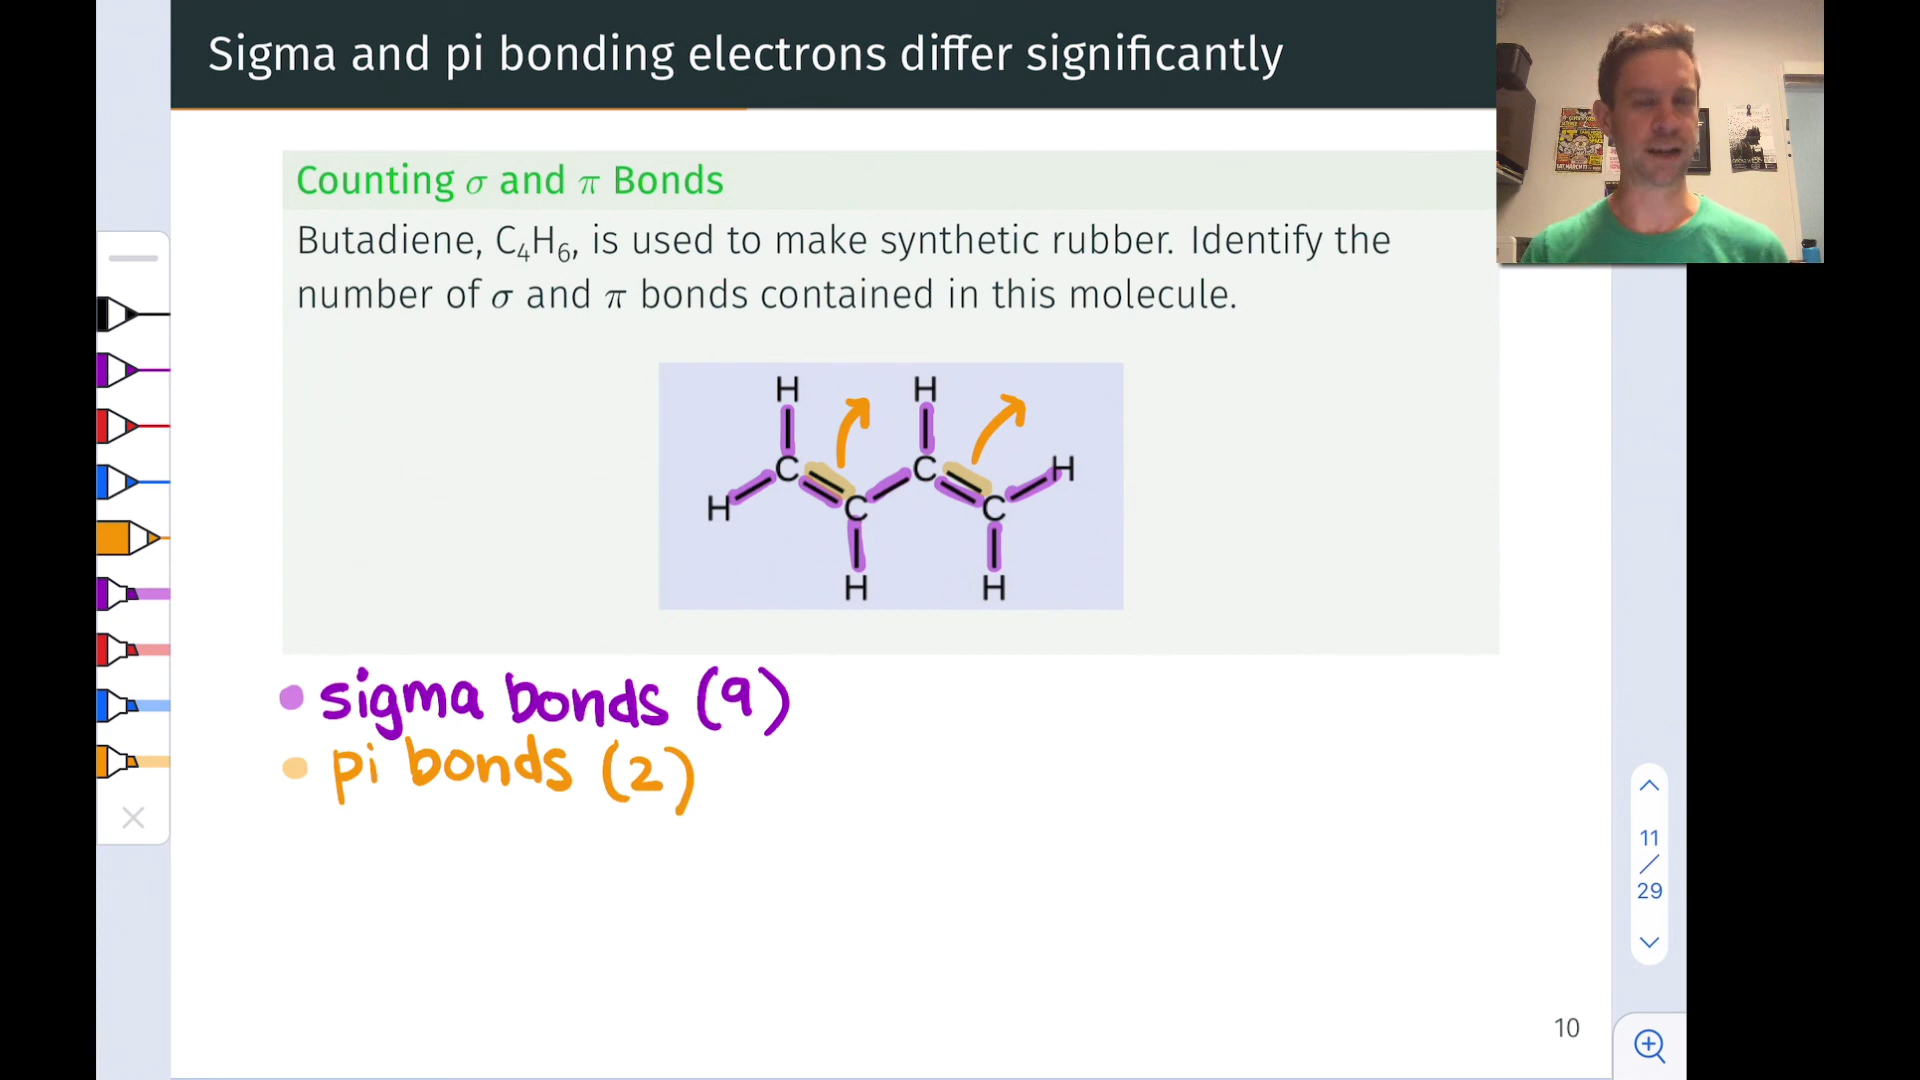 Sigma and pi bonding electrons differ significantly
Counting σ and π Bonds
Butadiene, C₄H₆, is used to make synthetic rubber. Identify the
number of σ and π bonds contained in this molecule.
H H
C C H
H C C
H H
sigma bonds (9)
pi bonds (2)
11
/
29
10